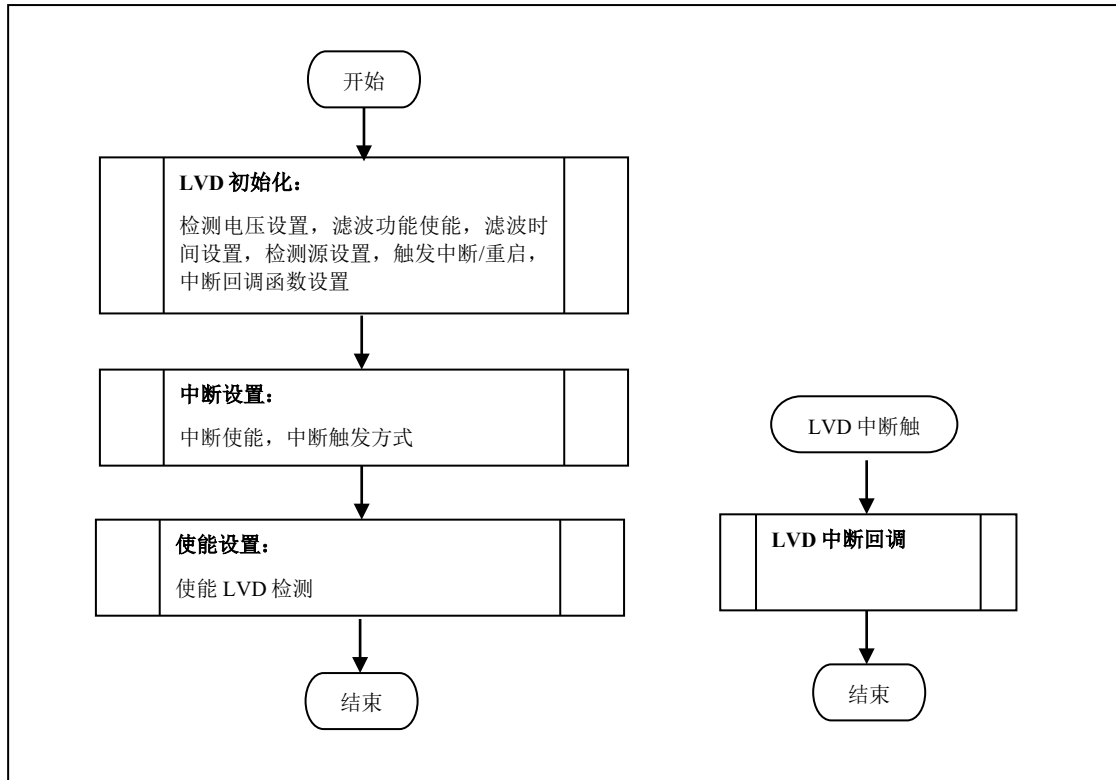 开始
LVD 初始化：
检测电压设置，滤波功能使能，滤波时
间设置，检测源设置，触发中断/重启，
中断回调函数设置
中断设置：
中断使能，中断触发方式
使能设置：
使能 LVD 检测
结束
LVD 中断触
LVD 中断回调
结束